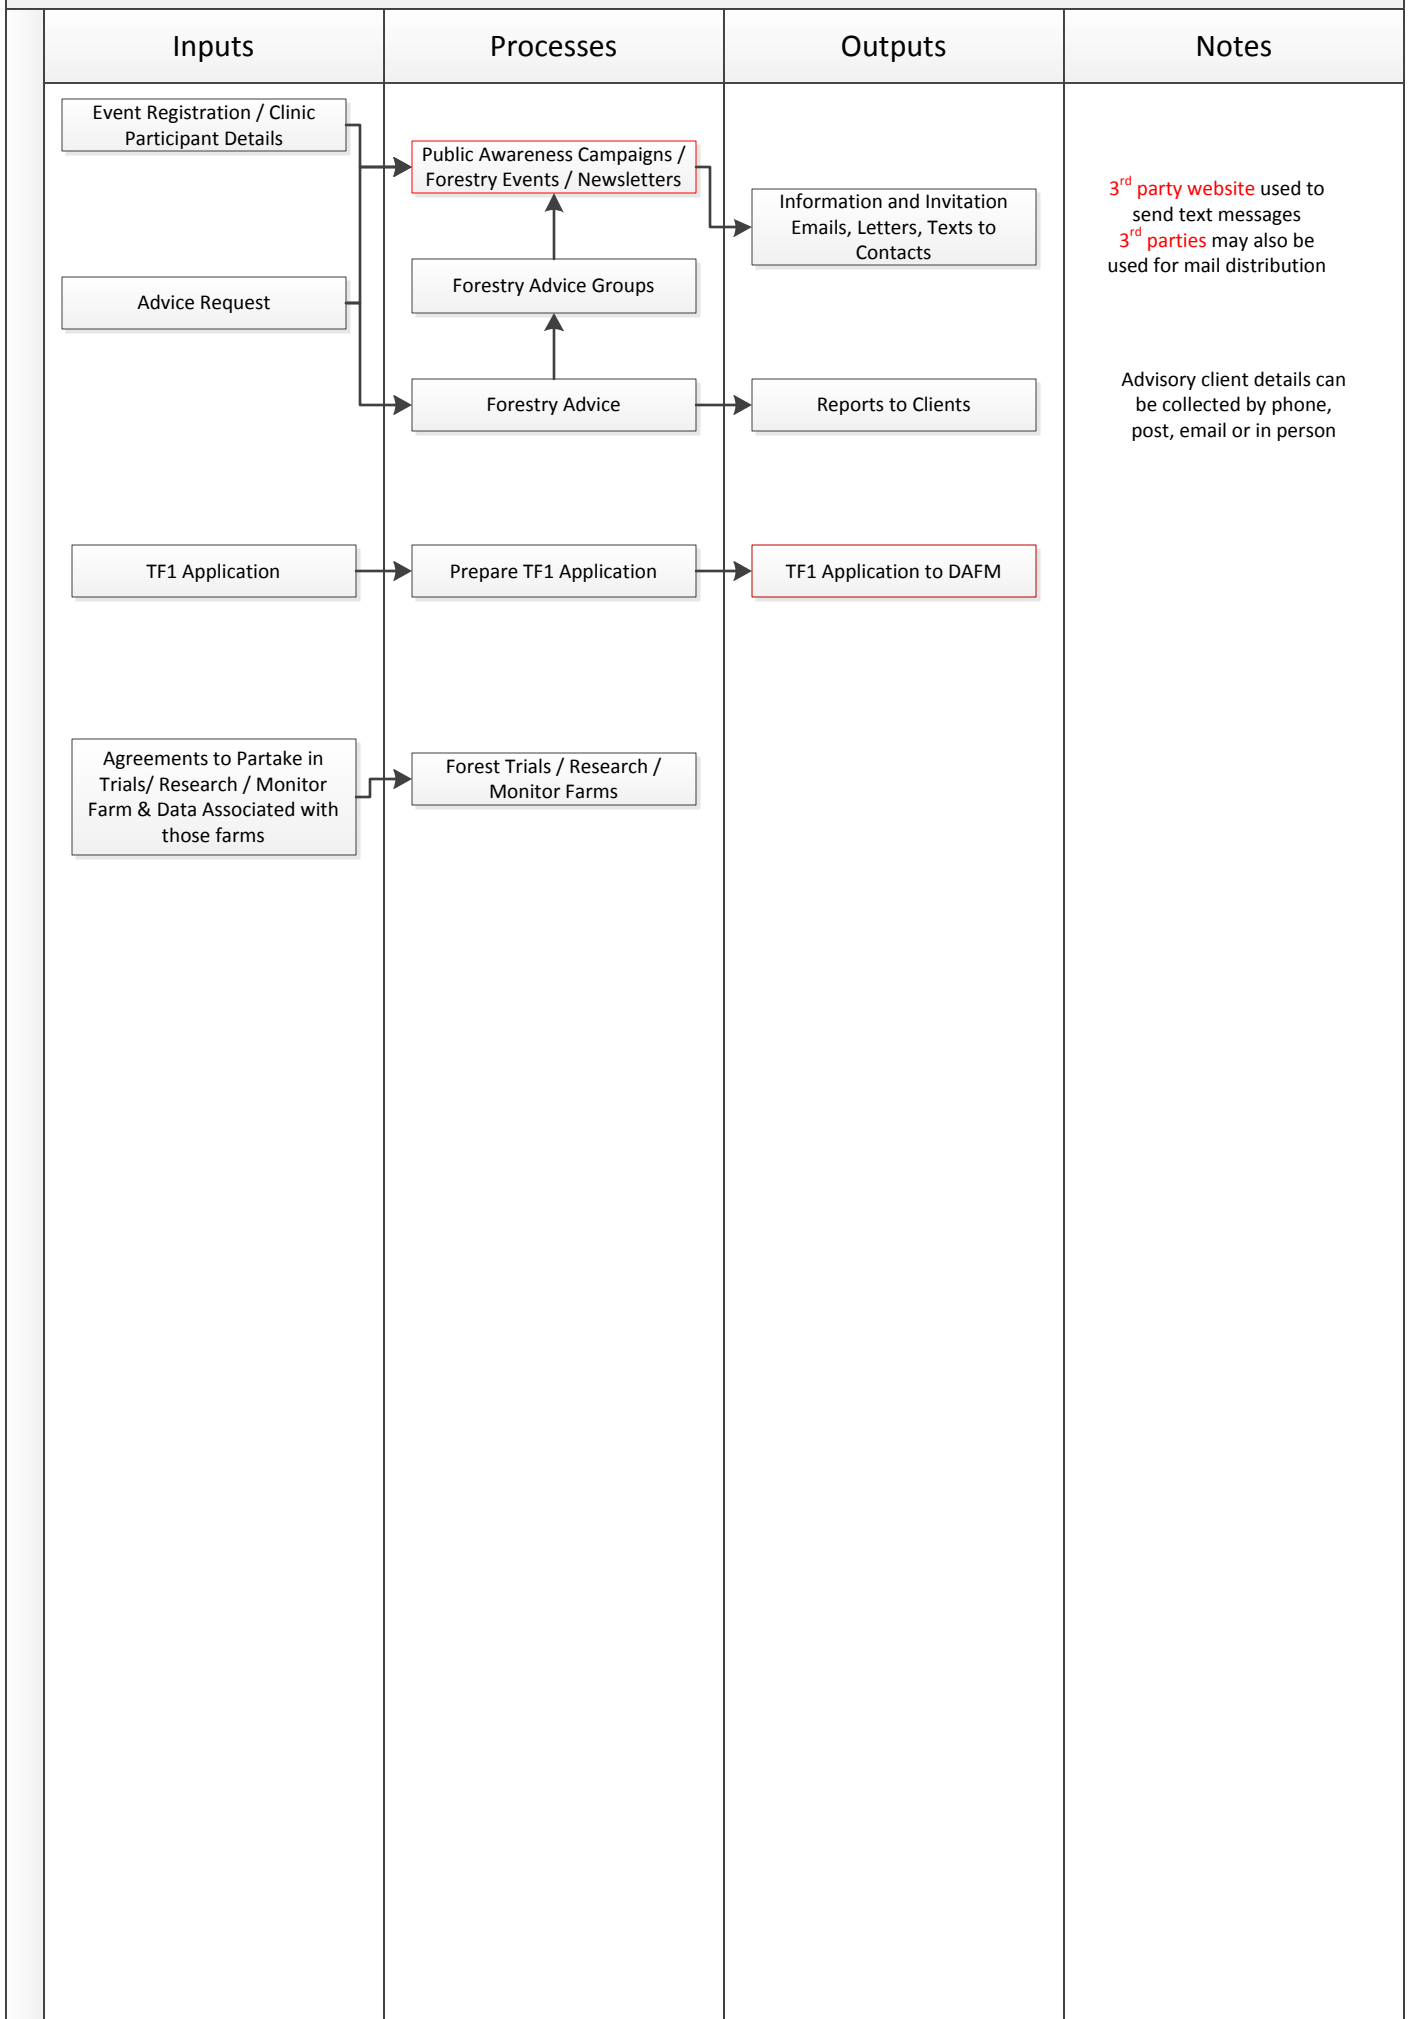 Inputs
Processes
Outputs
Notes
Event Registration / Clinic
Participant Details
Public Awareness Campaigns /
Forestry Events / Newsletters
Information and Invitation
Emails, Letters, Texts to
Contacts
3rd party website used to
send text messages
3rd parties may also be
used for mail distribution
Advice Request
Forestry Advice Groups
Forestry Advice
Reports to Clients
Advisory client details can
be collected by phone,
post, email or in person
TF1 Application
Prepare TF1 Application
TF1 Application to DAFM
Agreements to Partake in
Trials/ Research / Monitor
Farm & Data Associated with
those farms
Forest Trials / Research /
Monitor Farms